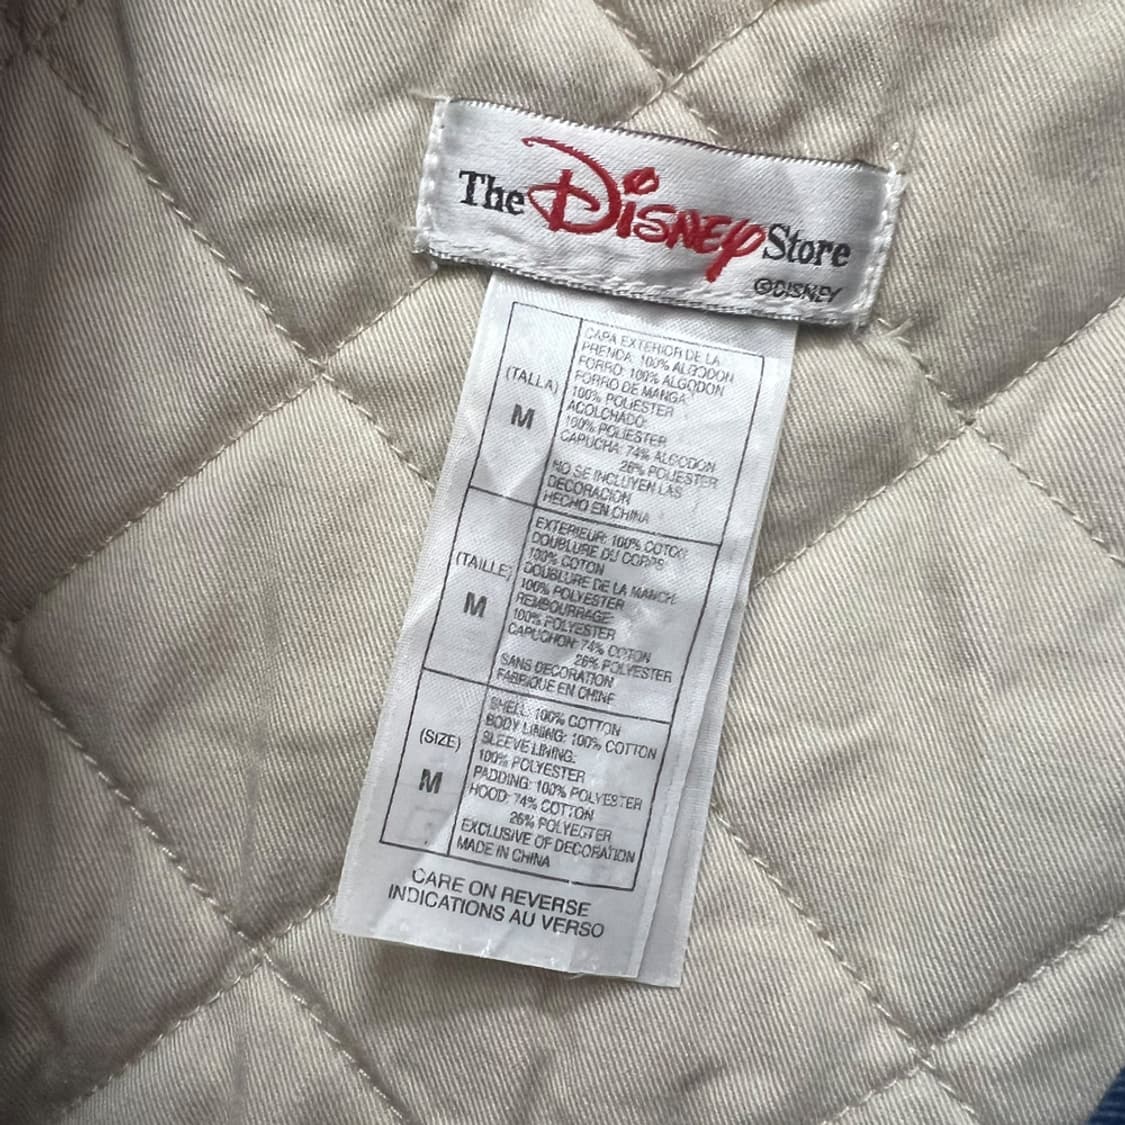 The Disney Store
©DISNEY
(TALLA)
M
CAPA EXTERIOR DE LA
PRENDA: 100% ALGODON
FORRO: 100% ALGODON
FORRO DE MANGA:
100% POLIESTER
ACOLCHADO:
100% POLIESTER
CAPUCHA: 74% ALGODON
26% POLIESTER
NO SE INCLUYEN LAS
DECORACION
HECHO EN CHINA
(TAILLE)
M
EXTERIEUR: 100% COTON
DOUBLURE DU CORPS:
100% COTON
DOUBLURE DE LA MANCHE:
100% POLYESTER
REMBOURRAGE:
100% POLYESTER
CAPUCHON: 74% COTON
26% POLYESTER
SANS DECORATION
FABRIQUE EN CHINE
(SIZE)
M
SHELL: 100% COTTON
BODY LINING: 100% COTTON
SLEEVE LINING:
100% POLYESTER
PADDING: 100% POLYESTER
HOOD: 74% COTTON
26% POLYESTER
EXCLUSIVE OF DECORATION
MADE IN CHINA
CARE ON REVERSE
INDICATIONS AU VERSO